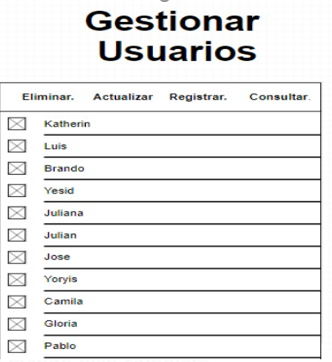 Gestionar
Usuarios
Eliminar. Actualizar Registrar. Consultar.
Katherin
Luis
Brando
Yesid
Juliana
Julian
Jose
Yoryis
Camila
Gloria
Pablo